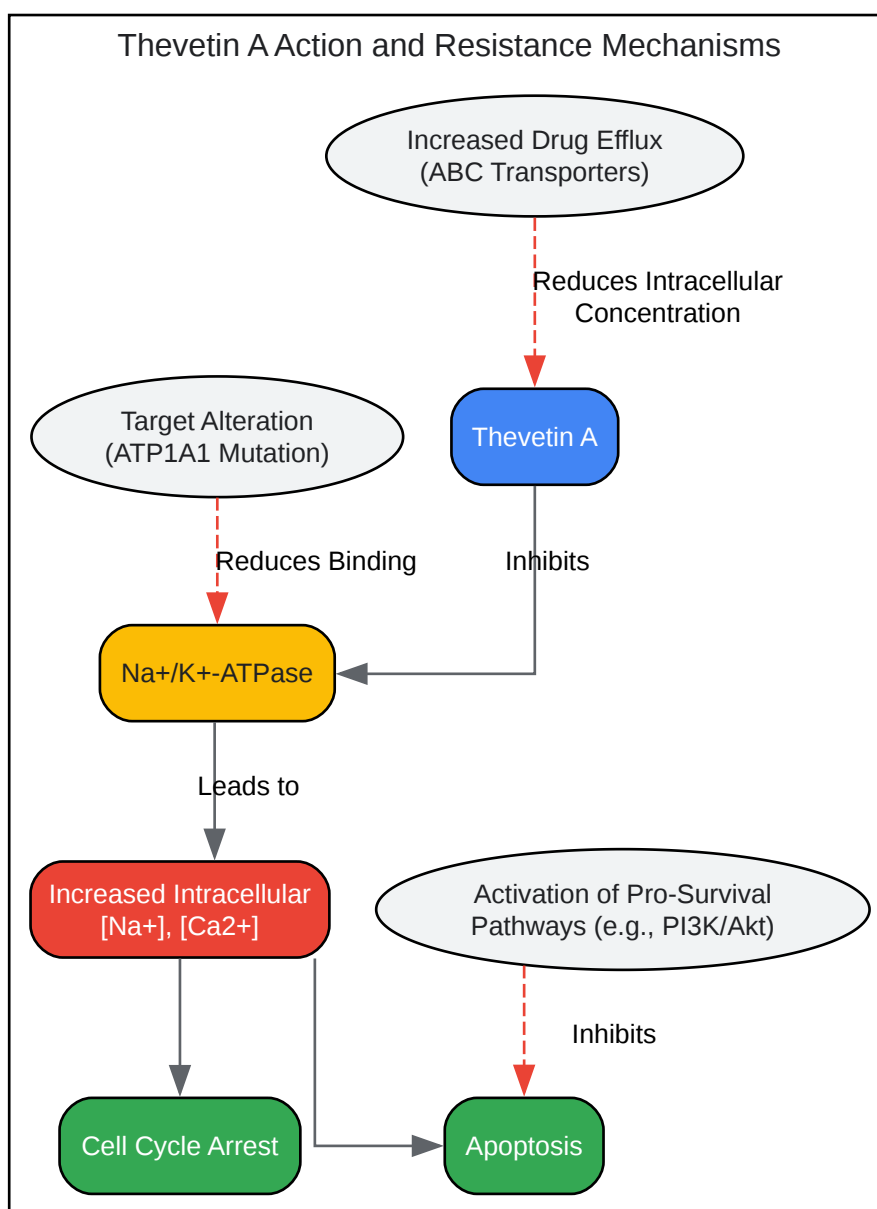 Thevetin A Action and Resistance Mechanisms
Increased Drug Efflux
(ABC Transporters)
Reduces Intracellular
Concentration
Target Alteration
(ATP1A1 Mutation)
Thevetin A
Reduces Binding
Inhibits
Na+/K+-ATPase
Leads to
Increased Intracellular
[Na+], [Ca2+]
Activation of Pro-Survival
Pathways (e.g., PI3K/Akt)
Inhibits
Cell Cycle Arrest
Apoptosis